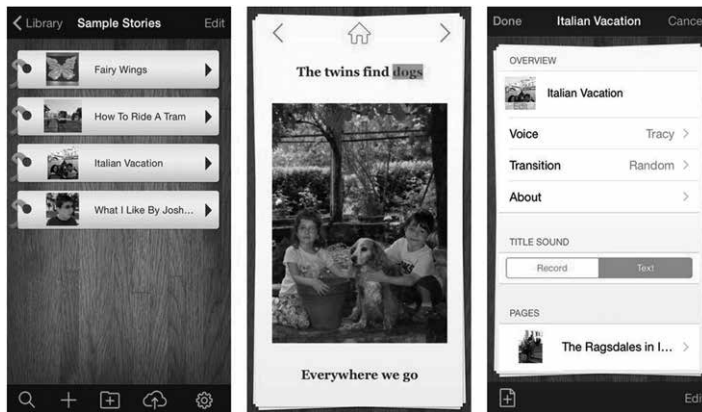 Library
Sample Stories
Edit
Fairy Wings
How To Ride A Tram
Italian Vacation
What I Like By Josh...
The twins find dogs
Everywhere we go
Done
Italian Vacation
Cance
OVERVIEW
Edit
Italian Vacation
Voice
Tracy
Transition
Random
About
TITLE SOUND
Record
Text
PAGES
The Ragsdales in I...
Edi